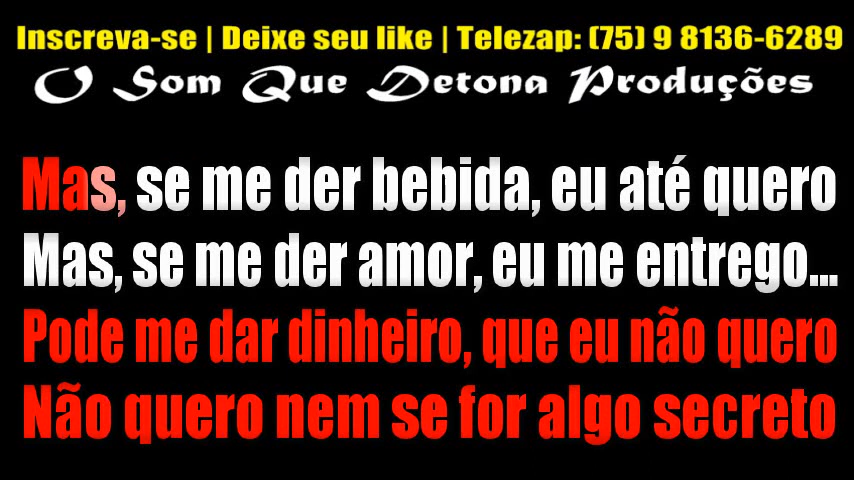 Inscreva-se | Deixe seu like | Telezap: (75) 9 8136-6289
O Som Que Detona Produções
Mas, se me der bebida, eu até quero
Mas, se me der amor, eu me entrego...
Pode me dar dinheiro, que eu não quero
Não quero nem se for algo secreto